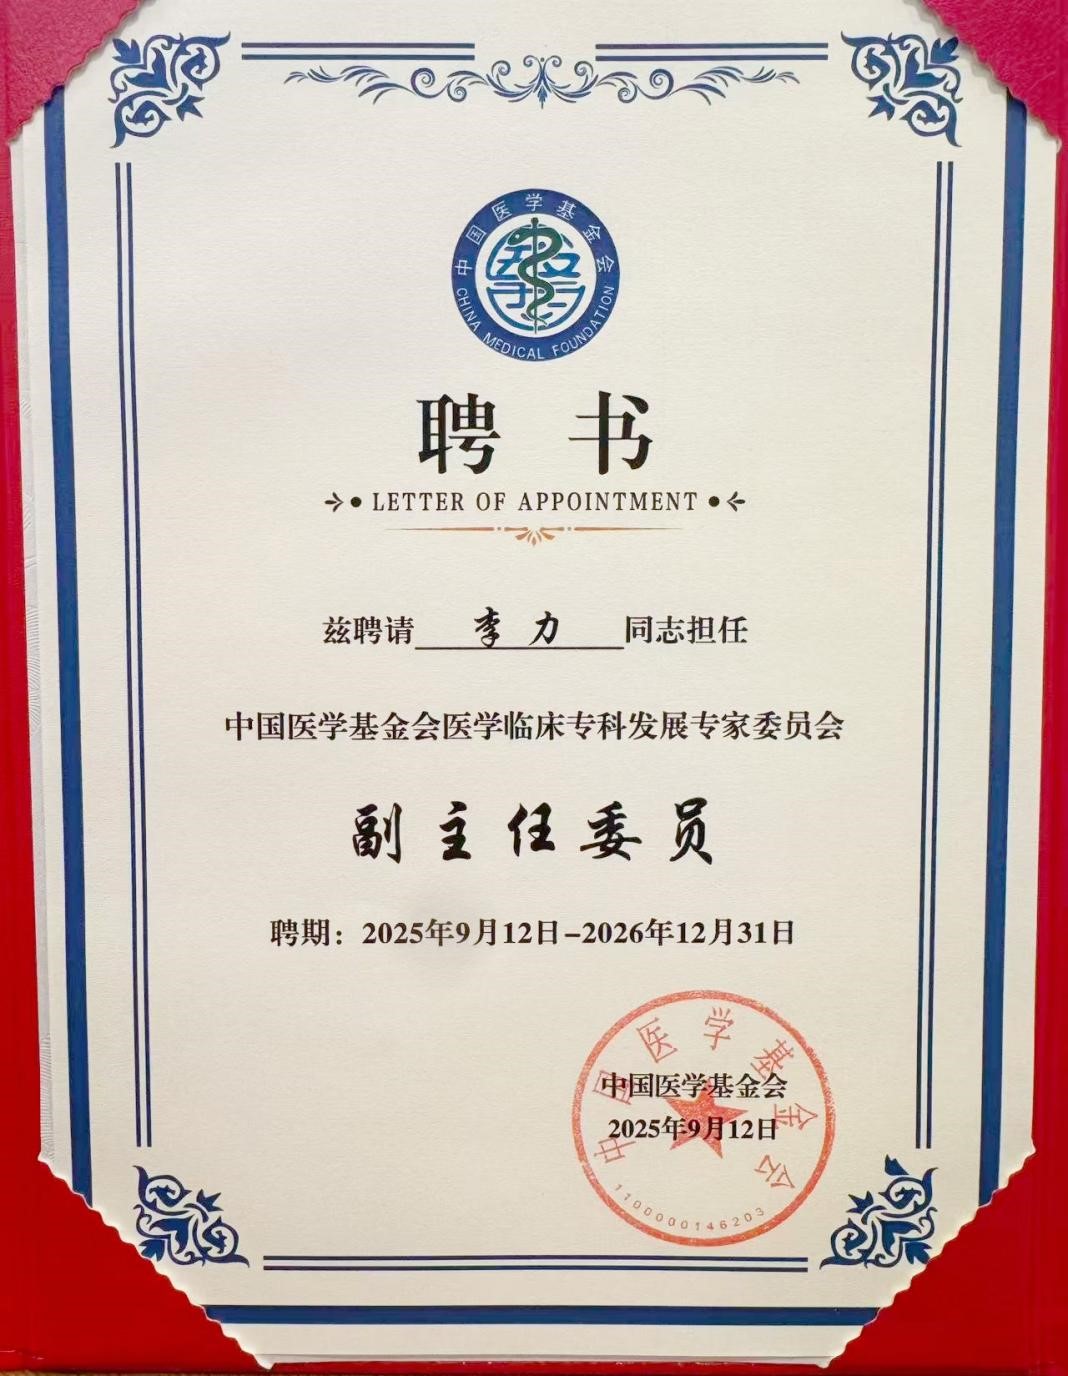 中国医学基金会
CHINA MEDICAL FOUNDATION
聘书
LETTER OF APPOINTMENT
兹聘请 李力 同志担任
中国医学基金会医学临床专科发展专家委员会
副主任委员
聘期：2025年9月12日-2026年12月31日
中国医学基金会
中国医学基金会
2025年9月12日
1100000146203